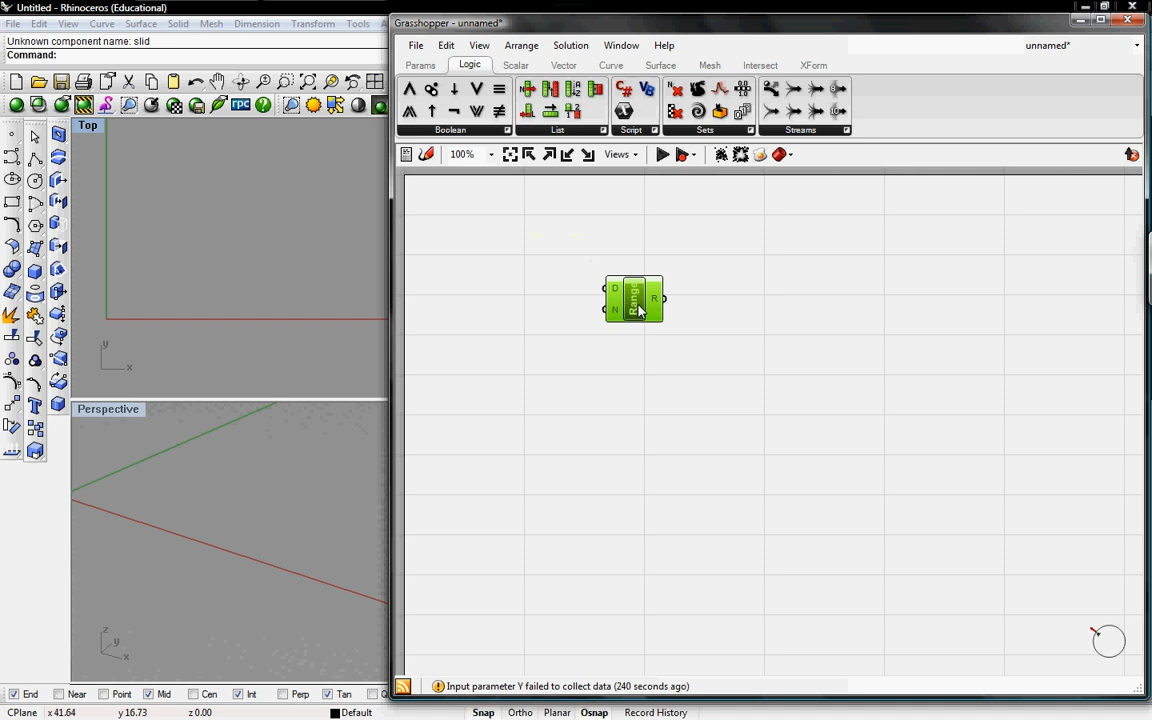 Untitled - Rhinoceros (Educational)
File Edit View Curve Surface Solid Mesh Dimension Transform Tools
Unknown component name: slid
Command:
rpc
Top
y
x
Perspective
z
y
x
End Near Point Mid Cen Int Perp Tan
CPlane x 41.64 y 16.73 z 0.00 Default Snap Ortho Planar Osnap Record History
Grasshopper - unnamed*
File Edit View Arrange Solution Window Help unnamed*
Params Logic Scalar Vector Curve Surface Mesh Intersect XForm
Boolean List Script Sets Streams
100% Views
D
N
Range
R
Input parameter Y failed to collect data (240 seconds ago)